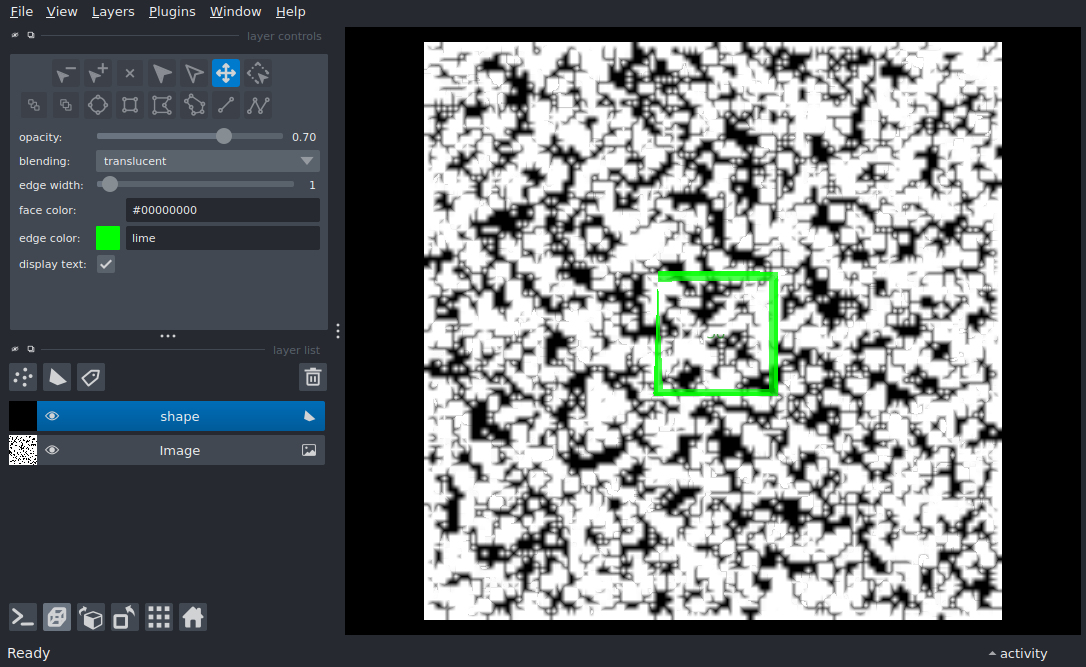 File View Layers Plugins Window Help
layer controls
opacity: 0.70
blending: translucent
edge width: 1
face color: #00000000
edge color: lime
display text:
layer list
shape
Image
Ready
activity